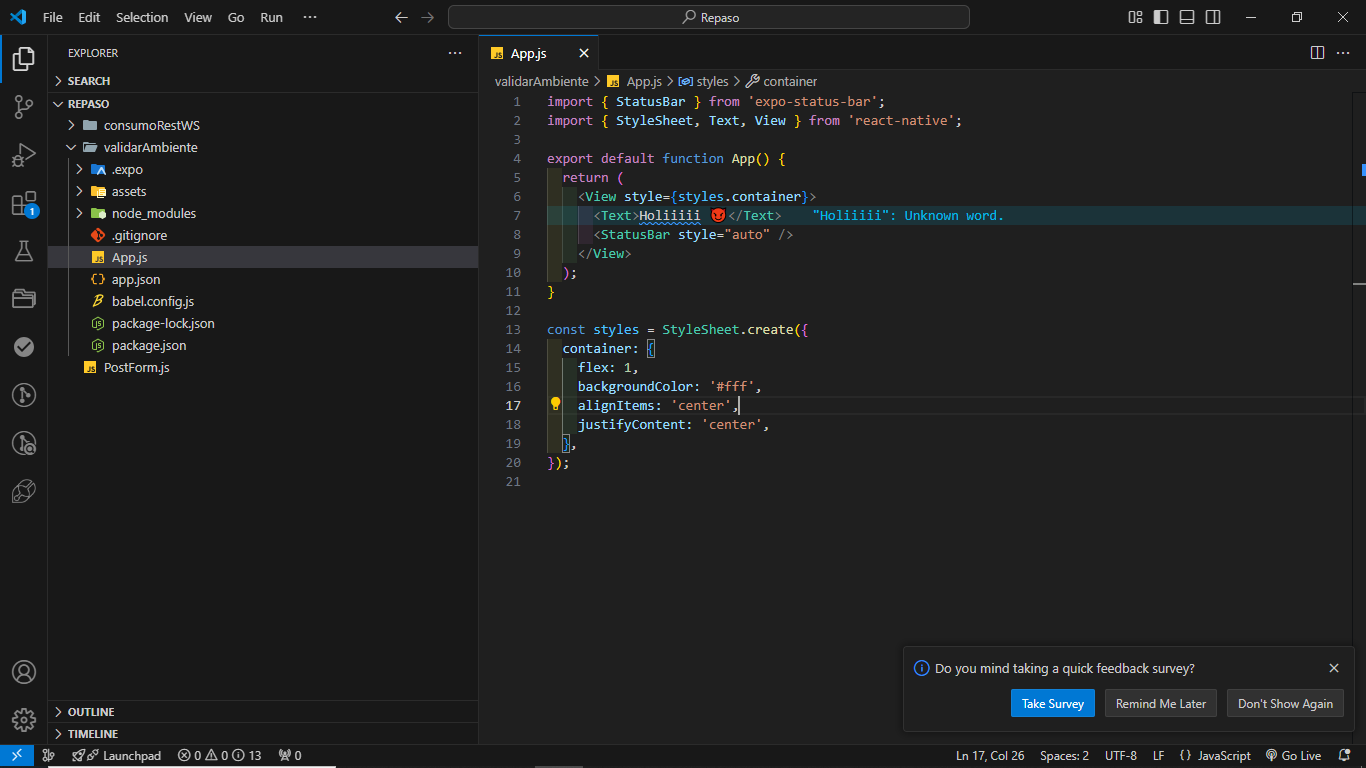 File Edit Selection View Go Run ···
Repaso
EXPLORER
SEARCH
REPASO
consumoRestWS
validarAmbiente
.expo
assets
node_modules
.gitignore
App.js
app.json
babel.config.js
package-lock.json
package.json
PostForm.js
OUTLINE
TIMELINE
1
App.js
validarAmbiente > App.js > styles > container
1 import { StatusBar } from 'expo-status-bar';
2 import { StyleSheet, Text, View } from 'react-native';
3
4 export default function App() {
5 return (
6 <View style={styles.container}>
7 <Text>Holiiiii 😈</Text> "Holiiiii": Unknown word.
8 <StatusBar style="auto" />
9 </View>
10 );
11 }
12
13 const styles = StyleSheet.create({
14 container: {
15 flex: 1,
16 backgroundColor: '#fff',
17 alignItems: 'center',
18 justifyContent: 'center',
19 },
20 });
21
Do you mind taking a quick feedback survey?
Take Survey Remind Me Later Don't Show Again
Launchpad 0 0 13 0 Ln 17, Col 26 Spaces: 2 UTF-8 LF {} JavaScript Go Live